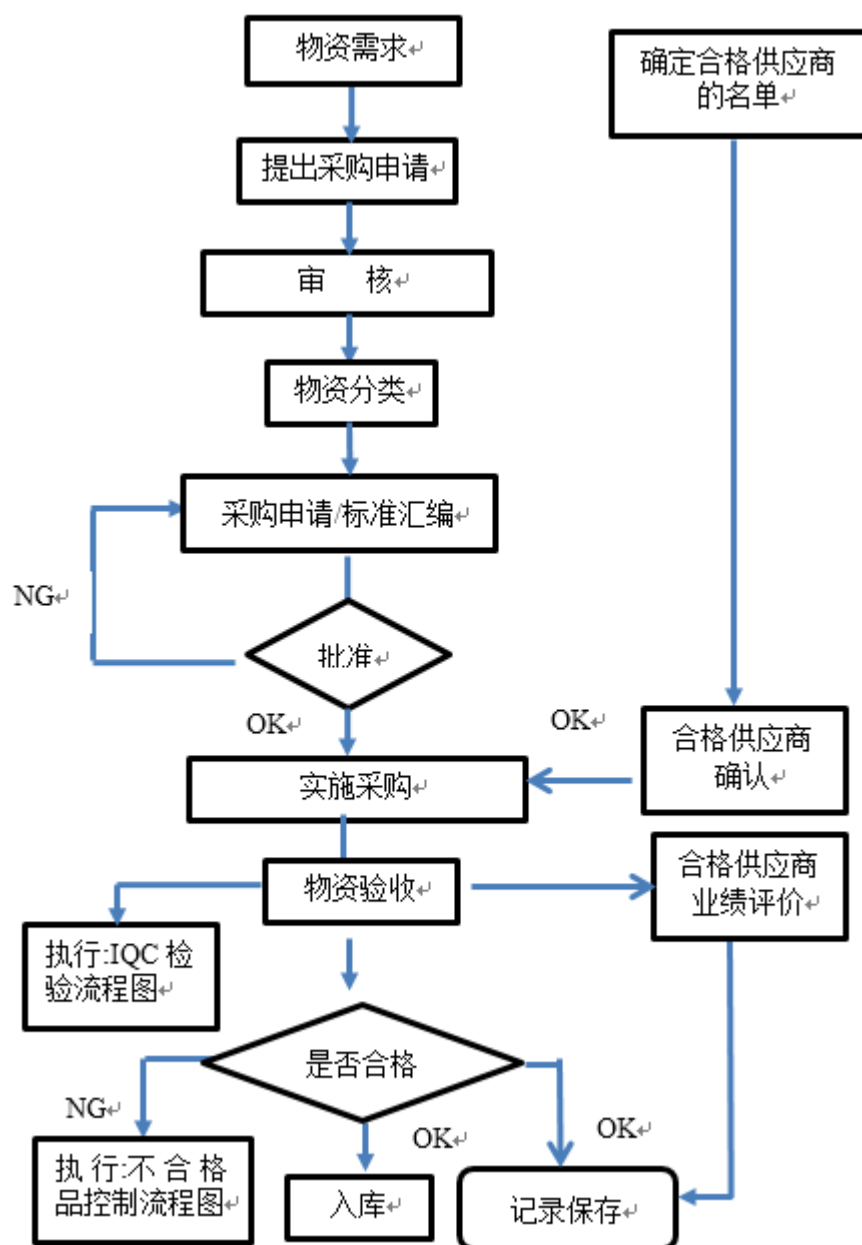 物资需求
确定合格供应商
的名单
提出采购申请
审 核
物资分类
采购申请/标准汇编
NG
批准
OK
OK
合格供应商
确认
实施采购
物资验收
合格供应商
业绩评价
执行:IQC 检
验流程图
是否合格
NG
OK
OK
执 行:不 合 格
品控制流程图
入库
记录保存